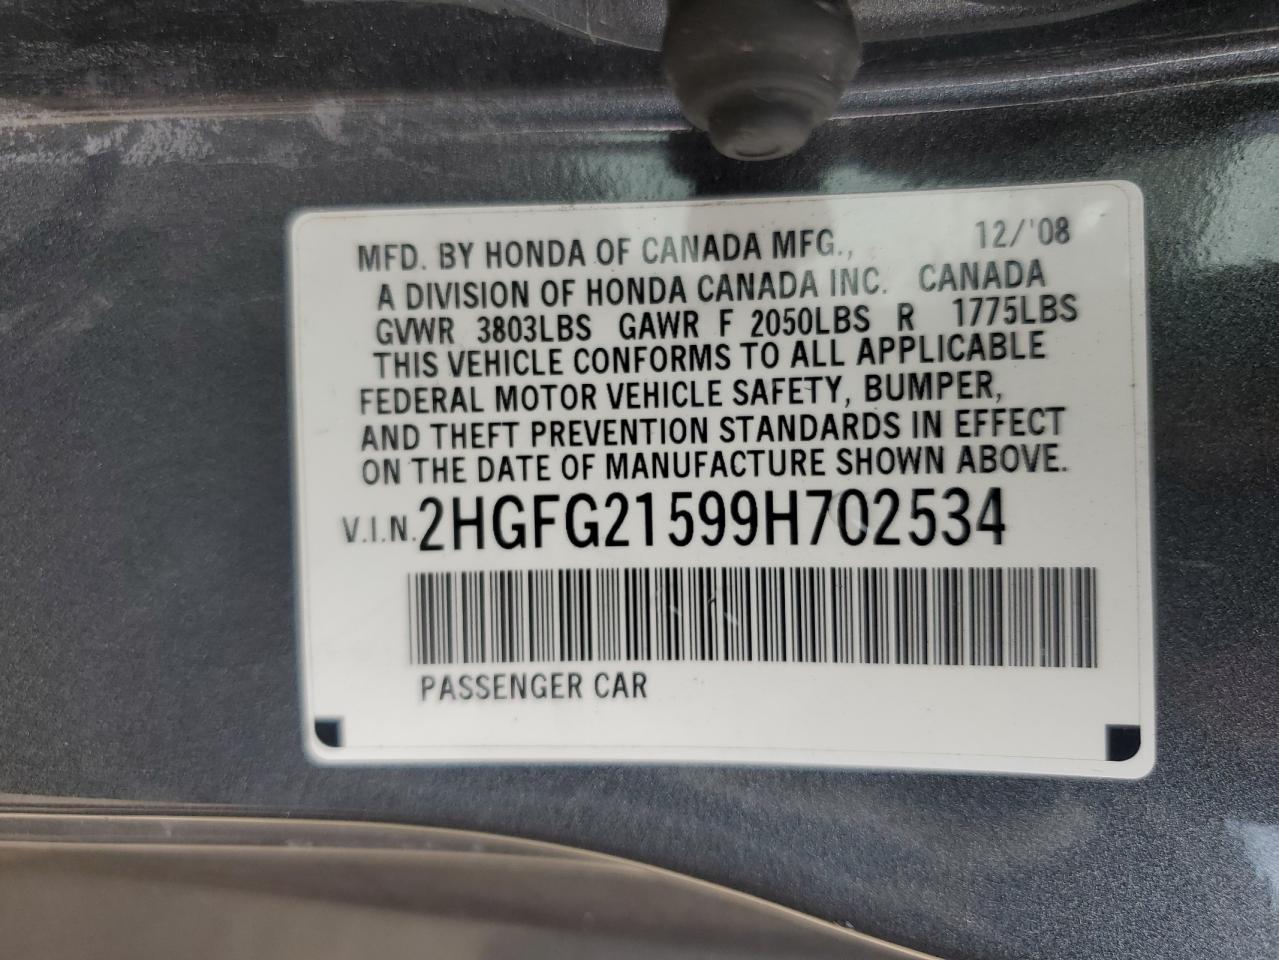 MFD. BY HONDA OF CANADA MFG., 12/'08
A DIVISION OF HONDA CANADA INC. CANADA
GVWR 3803LBS GAWR F 2050LBS R 1775LBS
THIS VEHICLE CONFORMS TO ALL APPLICABLE
FEDERAL MOTOR VEHICLE SAFETY, BUMPER,
AND THEFT PREVENTION STANDARDS IN EFFECT
ON THE DATE OF MANUFACTURE SHOWN ABOVE.
V.I.N. 2HGFG21599H702534
PASSENGER CAR